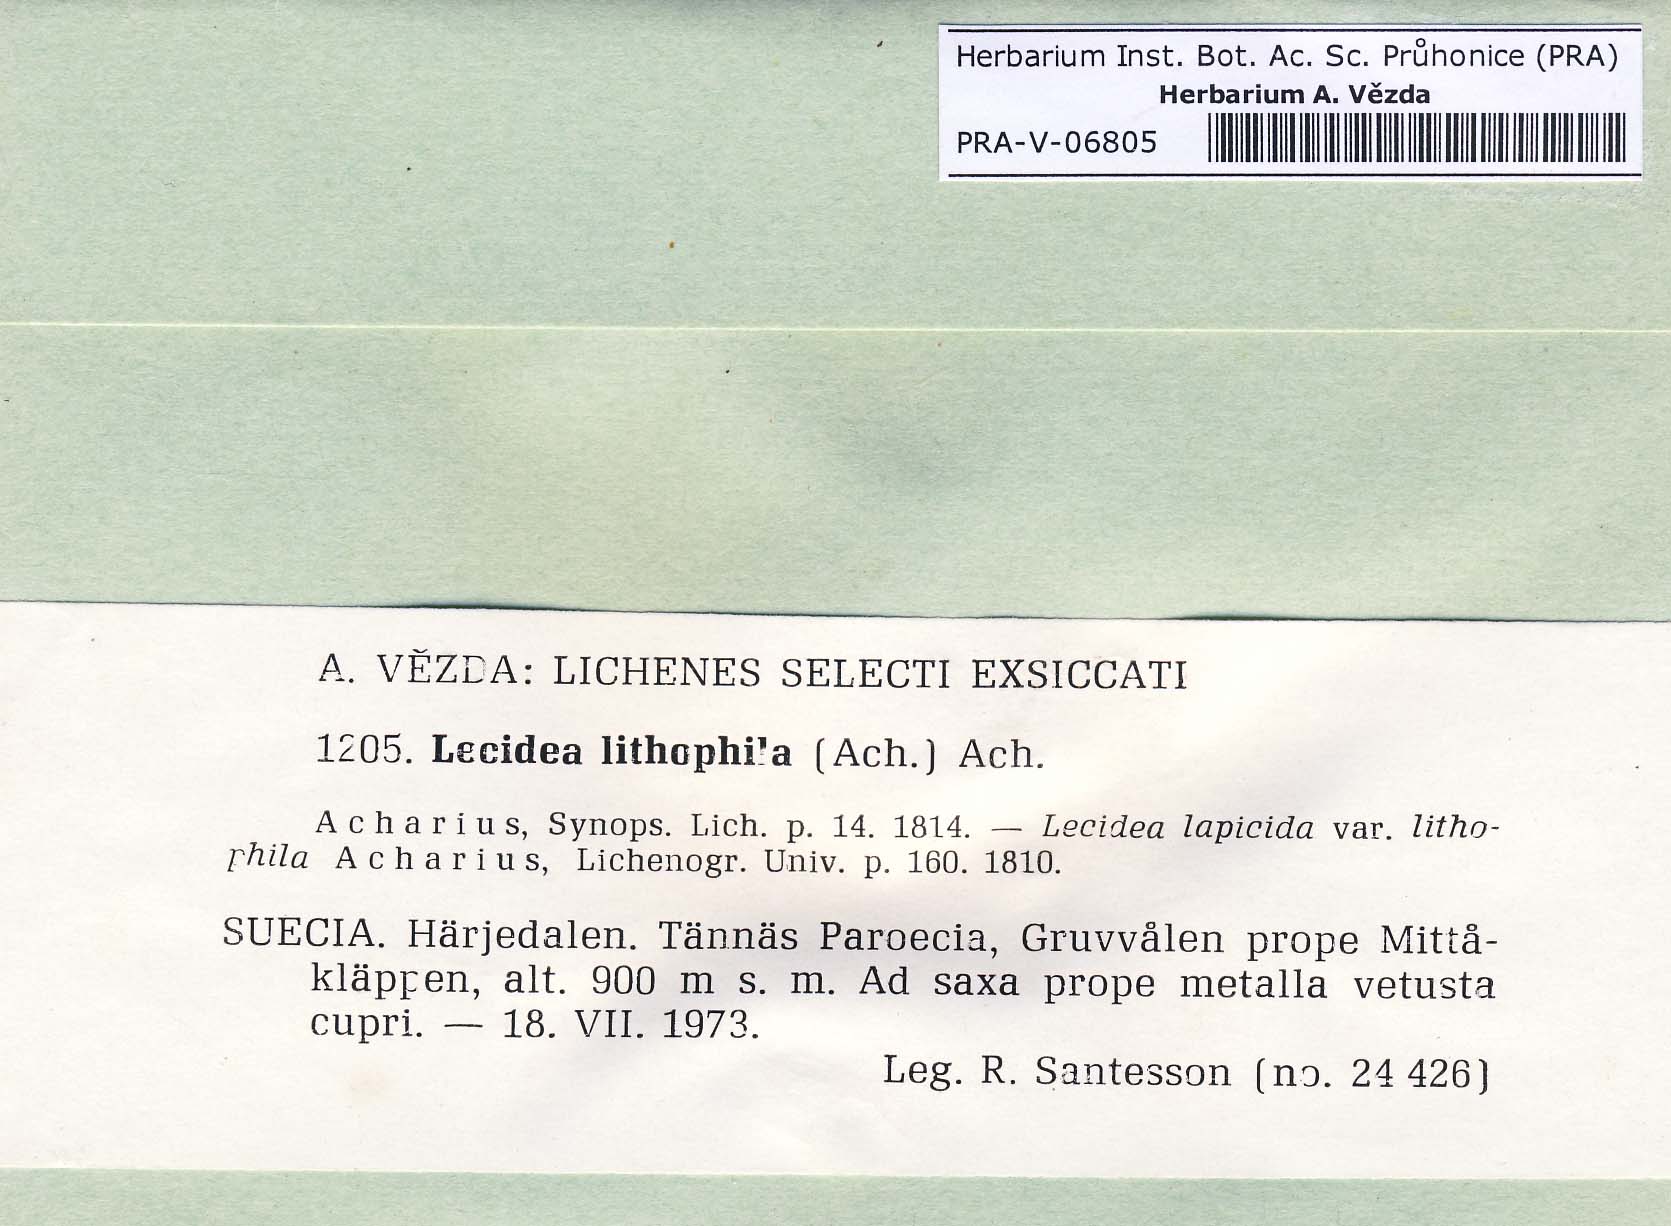 Herbarium Inst. Bot. Ac. Sc. Průhonice (PRA)
Herbarium A. Vězda
PRA-V-06805
A. VĚZDA: LICHENES SELECTI EXSICCATI
1205. Lecidea lithophila (Ach.) Ach.
Acharius, Synops. Lich. p. 14. 1814. — Lecidea lapicida var. litho-
phila Acharius, Lichenogr. Univ. p. 160. 1810.
SUECIA. Härjedalen. Tännäs Paroecia, Gruvvålen prope Mittå-
kläppen, alt. 900 m s. m. Ad saxa prope metalla vetusta
cupri. — 18. VII. 1973.
Leg. R. Santesson (no. 24 426)